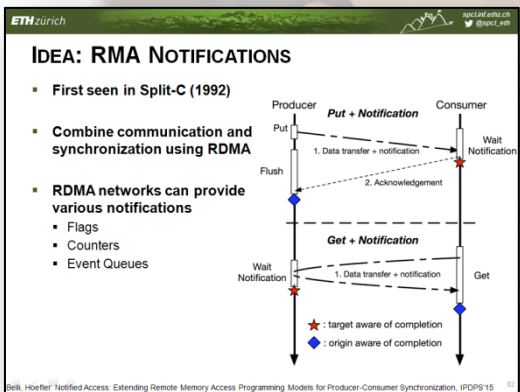 ETH zürich
spcl.inf.ethz.ch
@spcl_eth
IDEA: RMA NOTIFICATIONS
First seen in Split-C (1992)
Combine communication and
synchronization using RDMA
RDMA networks can provide
various notifications
Flags
Counters
Event Queues
Producer
Consumer
Put + Notification
Put
Wait
Notification
1. Data transfer + notification
Flush
2. Acknowledgement
Get + Notification
Wait
Notification
1. Data transfer + notification
Get
: target aware of completion
: origin aware of completion
Belli, Hoefler: Notified Access: Extending Remote Memory Access Programming Models for Producer-Consumer Synchronization, IPDPS'15
82